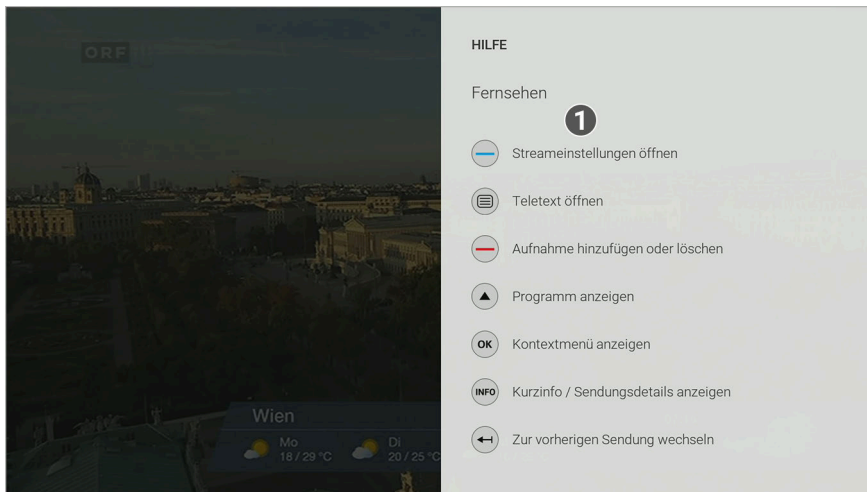 ORF
HILFE
Fernsehen
1
Streameinstellungen öffnen
Teletext öffnen
Aufnahme hinzufügen oder löschen
Programm anzeigen
OK Kontextmenü anzeigen
INFO Kurzinfo / Sendungsdetails anzeigen
Zur vorherigen Sendung wechseln
Wien
Mo
18 / 29 °C
Di
20 / 25 °C